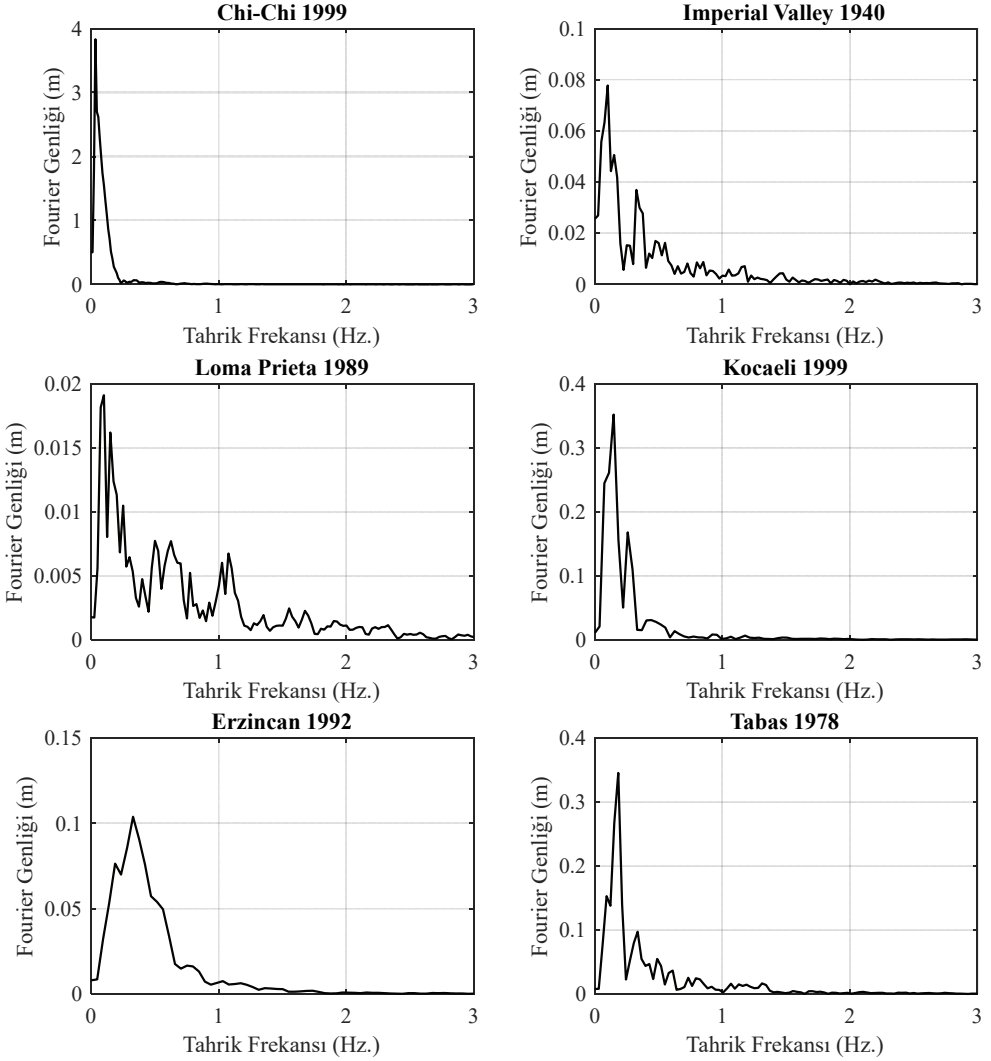 Chi-Chi 1999
Fourier Genliği (m)
4
3
2
1
0
0 1 2 3
Tahrik Frekansı (Hz.)
Imperial Valley 1940
Fourier Genliği (m)
0.1
0.08
0.06
0.04
0.02
0
0 1 2 3
Tahrik Frekansı (Hz.)
Loma Prieta 1989
Fourier Genliği (m)
0.02
0.015
0.01
0.005
0
0 1 2 3
Tahrik Frekansı (Hz.)
Kocaeli 1999
Fourier Genliği (m)
0.4
0.3
0.2
0.1
0
0 1 2 3
Tahrik Frekansı (Hz.)
Erzincan 1992
Fourier Genliği (m)
0.15
0.1
0.05
0
0 1 2 3
Tahrik Frekansı (Hz.)
Tabas 1978
Fourier Genliği (m)
0.4
0.3
0.2
0.1
0
0 1 2 3
Tahrik Frekansı (Hz.)